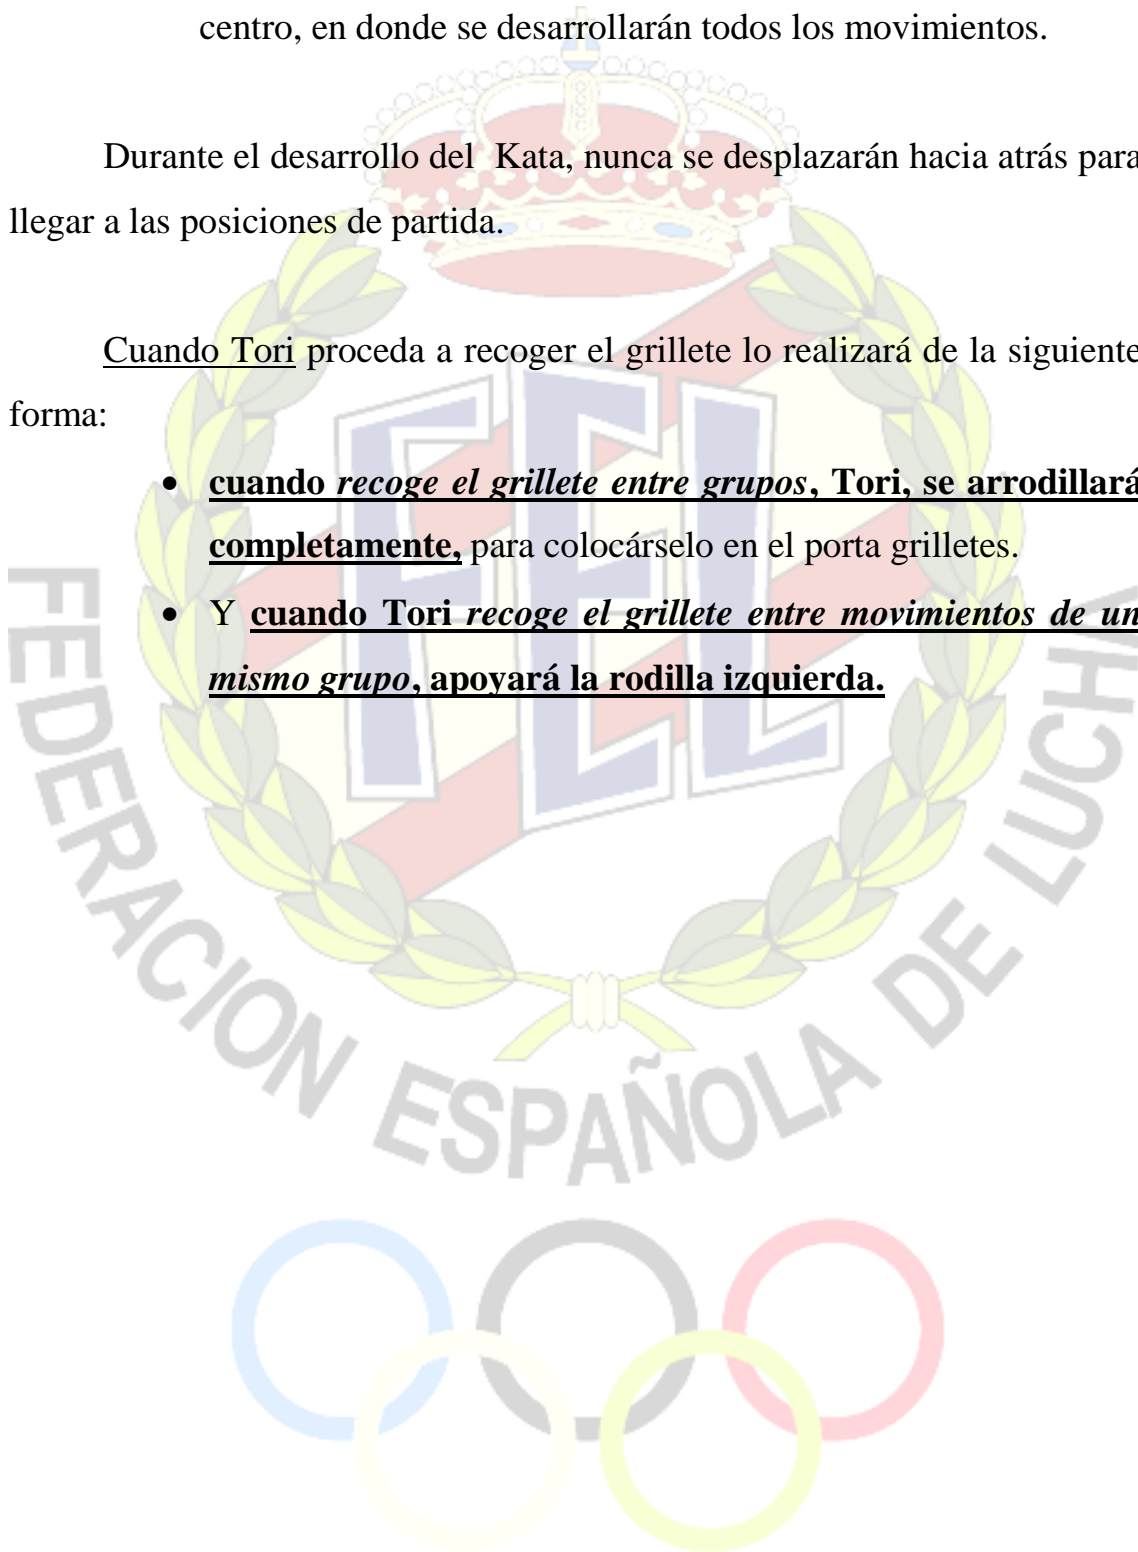 centro, en donde se desarrollarán todos los movimientos.
Durante el desarrollo del Kata, nunca se desplazarán hacia atrás para
llegar a las posiciones de partida.
Cuando Tori proceda a recoger el grillete lo realizará de la siguiente
forma:
• cuando recoge el grillete entre grupos, Tori, se arrodillará
completamente, para colocárselo en el porta grilletes.
• Y cuando Tori recoge el grillete entre movimientos de un
mismo grupo, apoyará la rodilla izquierda.
FEL
FEDERACION ESPAÑOLA DE LUCHA